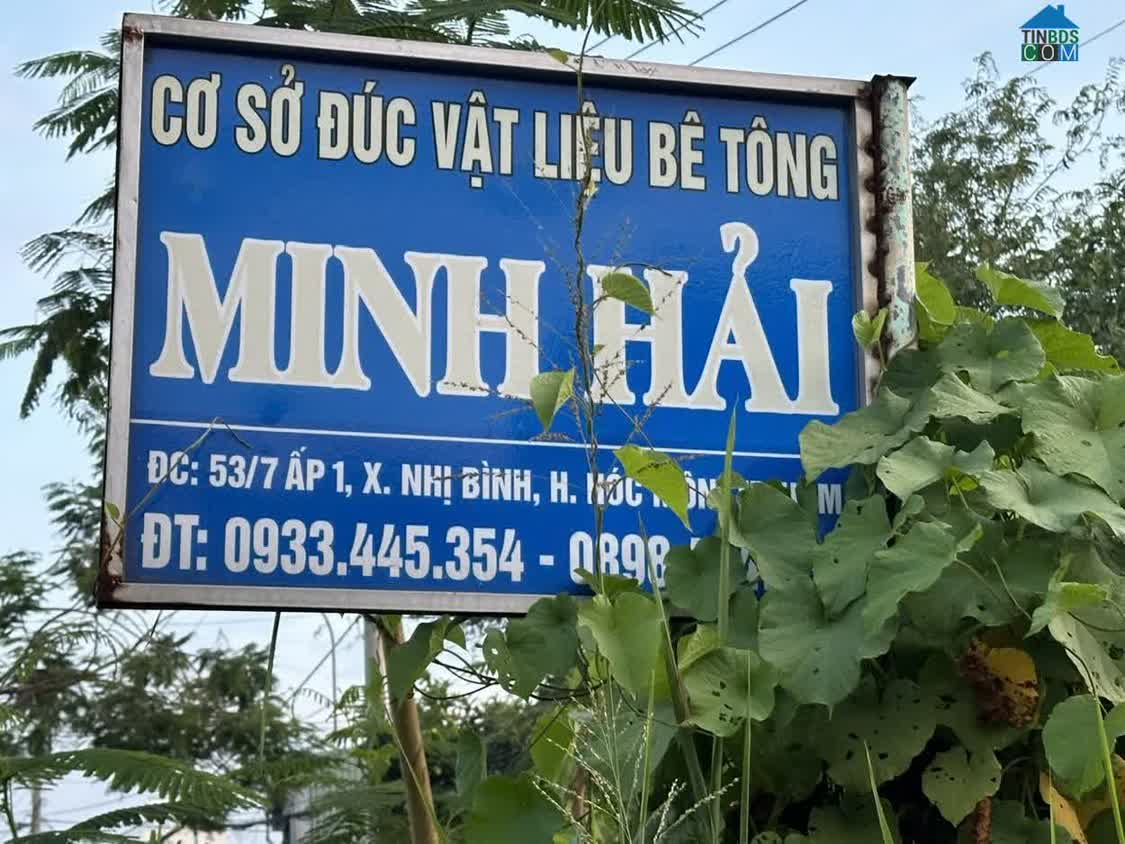 TINBDS
COM
CƠ SỞ ĐÚC VẬT LIỆU BÊ TÔNG
MINH HẢI
ĐC: 53/7 ẤP 1, X. NHỊ BÌNH, H. HÓC
ĐT: 0933.445.354 - 0898